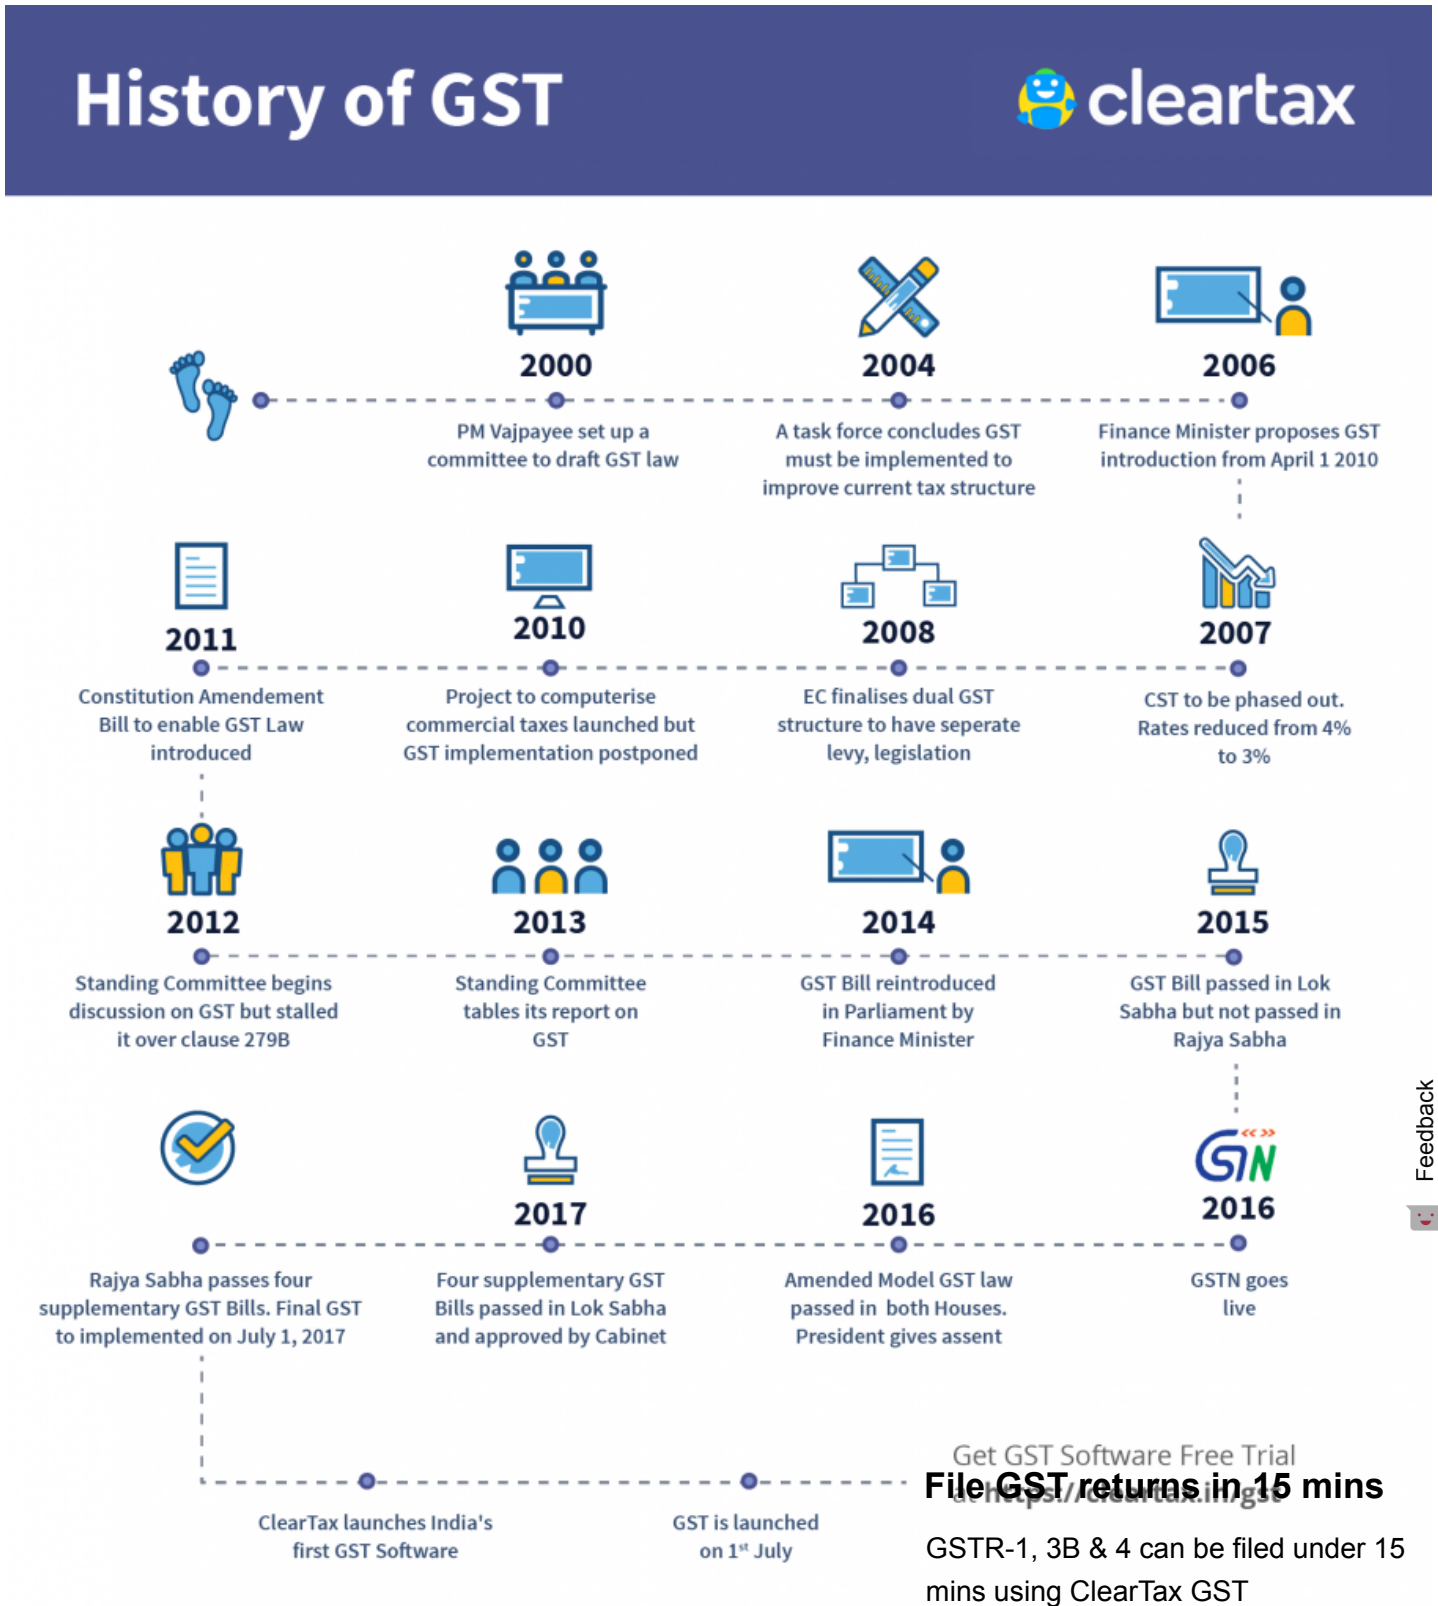 History of GST
cleartax
2000
2004
2006
PM Vajpayee set up a
committee to draft GST law
A task force concludes GST
must be implemented to
improve current tax structure
Finance Minister proposes GST
introduction from April 1 2010
2011
2010
2008
2007
Constitution Amendement
Bill to enable GST Law
introduced
Project to computerise
commercial taxes launched but
GST implementation postponed
EC finalises dual GST
structure to have seperate
levy, legislation
CST to be phased out.
Rates reduced from 4%
to 3%
2012
2013
2014
2015
Standing Committee begins
discussion on GST but stalled
it over clause 279B
Standing Committee
tables its report on
GST
GST Bill reintroduced
in Parliament by
Finance Minister
GST Bill passed in Lok
Sabha but not passed in
Rajya Sabha
Feedback
GSTN
2017
2016
2016
Rajya Sabha passes four
supplementary GST Bills. Final GST
to implemented on July 1, 2017
Four supplementary GST
Bills passed in Lok Sabha
and approved by Cabinet
Amended Model GST law
passed in both Houses.
President gives assent
GSTN goes
live
ClearTax launches India's
first GST Software
GST is launched
on 1st July
Get GST Software Free Trial
at https://cleartax.in/gst
File GST returns in 15 mins
GSTR-1, 3B & 4 can be filed under 15
mins using ClearTax GST